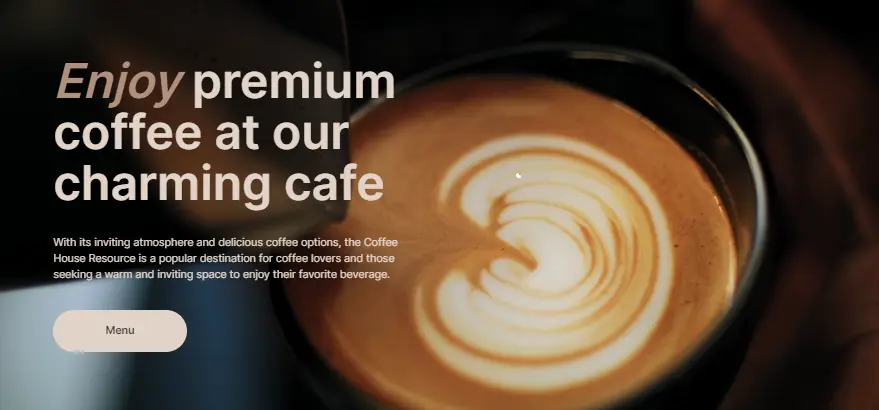 Enjoy premium
coffee at our
charming cafe
With its inviting atmosphere and delicious coffee options, the Coffee
House Resource is a popular destination for coffee lovers and those
seeking a warm and inviting space to enjoy their favorite beverage.
Menu